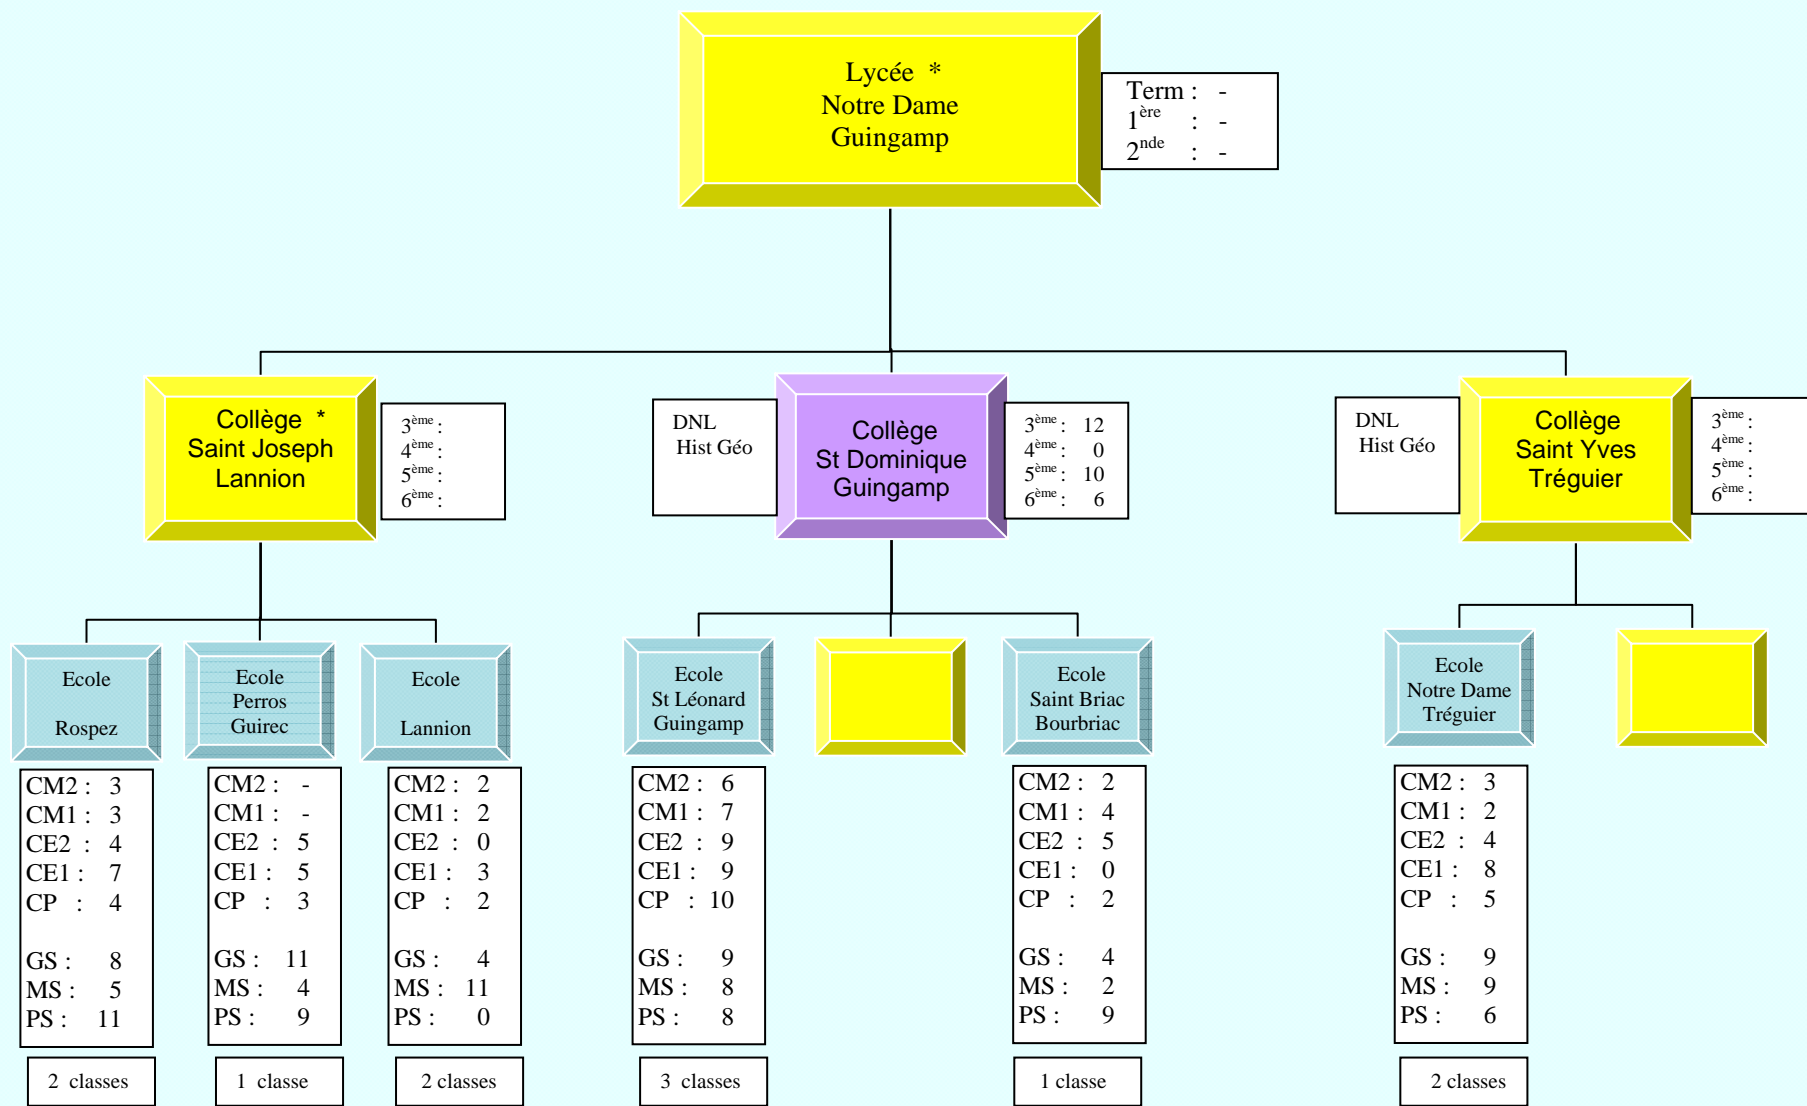 Lycée *
Notre Dame
Guingamp
Term : -
1ère : -
2nde : -
Collège *
Saint Joseph
Lannion
3ème :
4ème :
5ème :
6ème :
DNL
Hist Géo
Collège
St Dominique
Guingamp
3ème : 12
4ème : 0
5ème : 10
6ème : 6
DNL
Hist Géo
Collège
Saint Yves
Tréguier
3ème :
4ème :
5ème :
6ème :
Ecole
Rospez
CM2 : 3
CM1 : 3
CE2 : 4
CE1 : 7
CP : 4
GS : 8
MS : 5
PS : 11
2 classes
Ecole
Perros
Guirec
CM2 : -
CM1 : -
CE2 : 5
CE1 : 5
CP : 3
GS : 11
MS : 4
PS : 9
1 classe
Ecole
Lannion
CM2 : 2
CM1 : 2
CE2 : 0
CE1 : 3
CP : 2
GS : 4
MS : 11
PS : 0
2 classes
Ecole
St Léonard
Guingamp
CM2 : 6
CM1 : 7
CE2 : 9
CE1 : 9
CP : 10
GS : 9
MS : 8
PS : 8
3 classes
Ecole
Saint Briac
Bourbriac
CM2 : 2
CM1 : 4
CE2 : 5
CE1 : 0
CP : 2
GS : 4
MS : 2
PS : 9
1 classe
Ecole
Notre Dame
Tréguier
CM2 : 3
CM1 : 2
CE2 : 4
CE1 : 8
CP : 5
GS : 9
MS : 9
PS : 6
2 classes